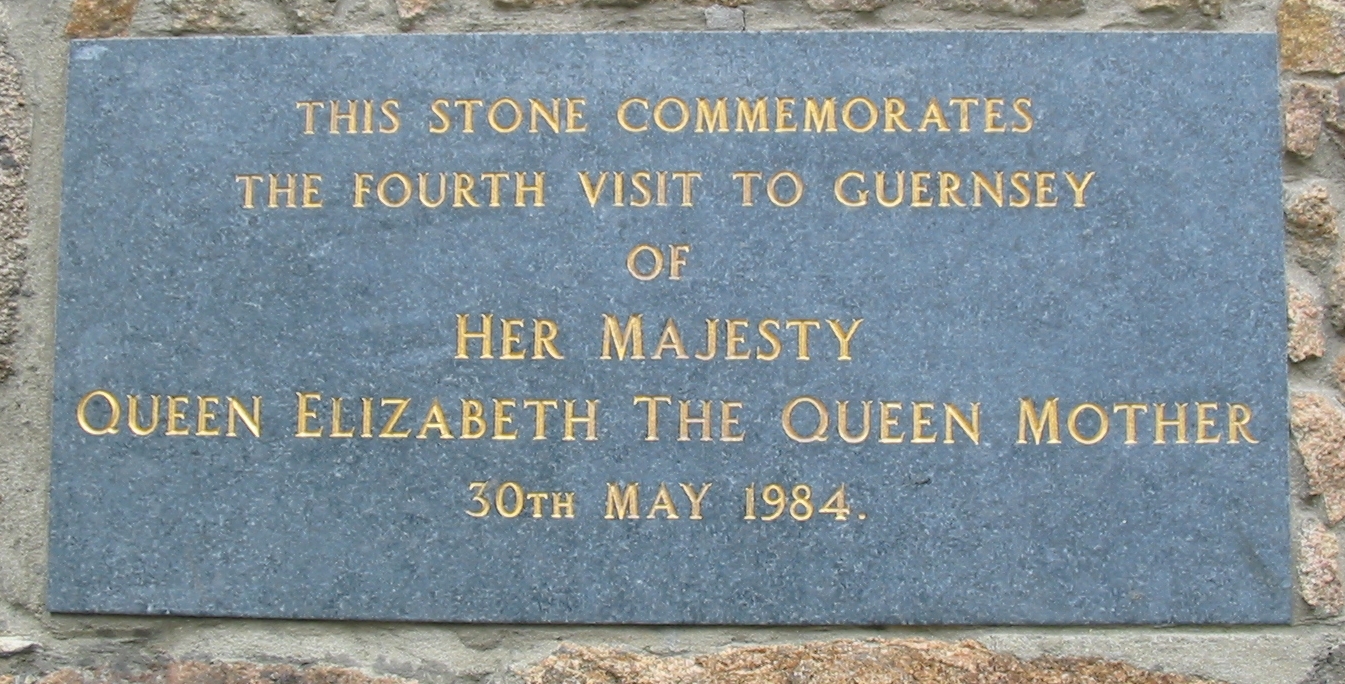 THIS STONE COMMEMORATES
THE FOURTH VISIT TO GUERNSEY
OF
HER MAJESTY
QUEEN ELIZABETH THE QUEEN MOTHER
30TH MAY 1984.